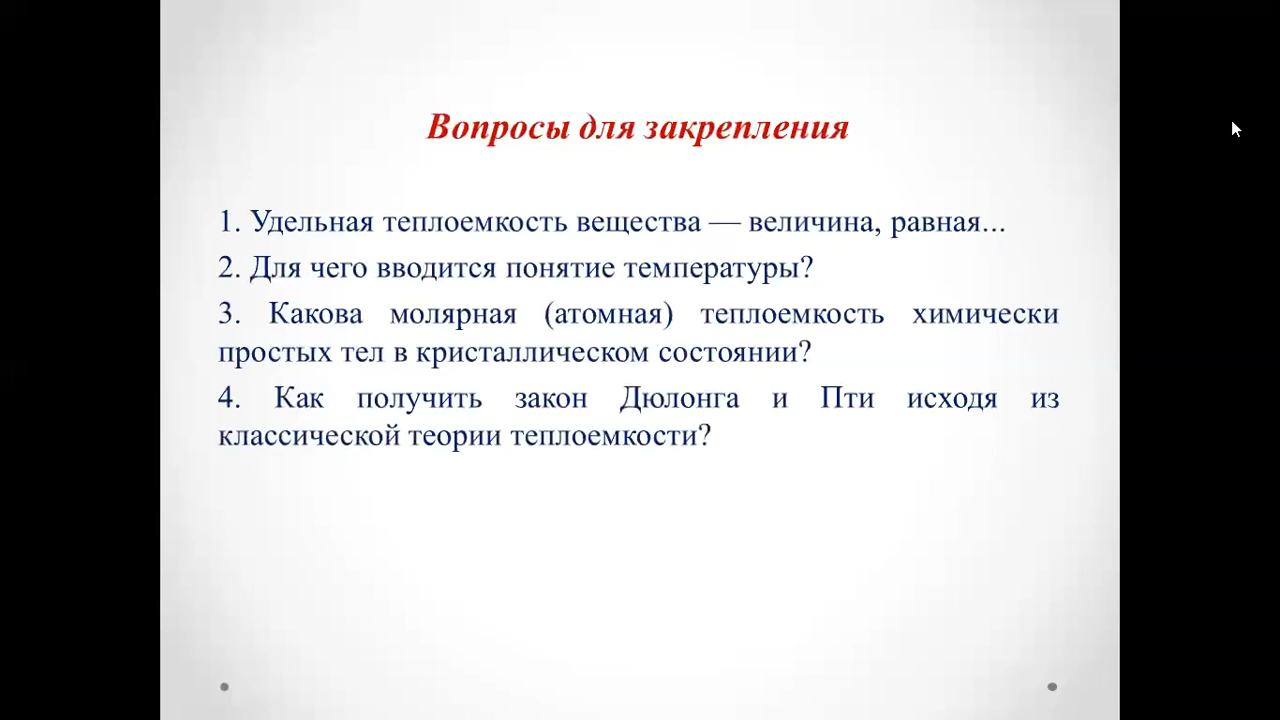 Вопросы для закрепления
1. Удельная теплоемкость вещества — величина, равная...
2. Для чего вводится понятие температуры?
3. Какова молярная (атомная) теплоемкость химически
простых тел в кристаллическом состоянии?
4. Как получить закон Дюлонга и Пти исходя из
классической теории теплоемкости?